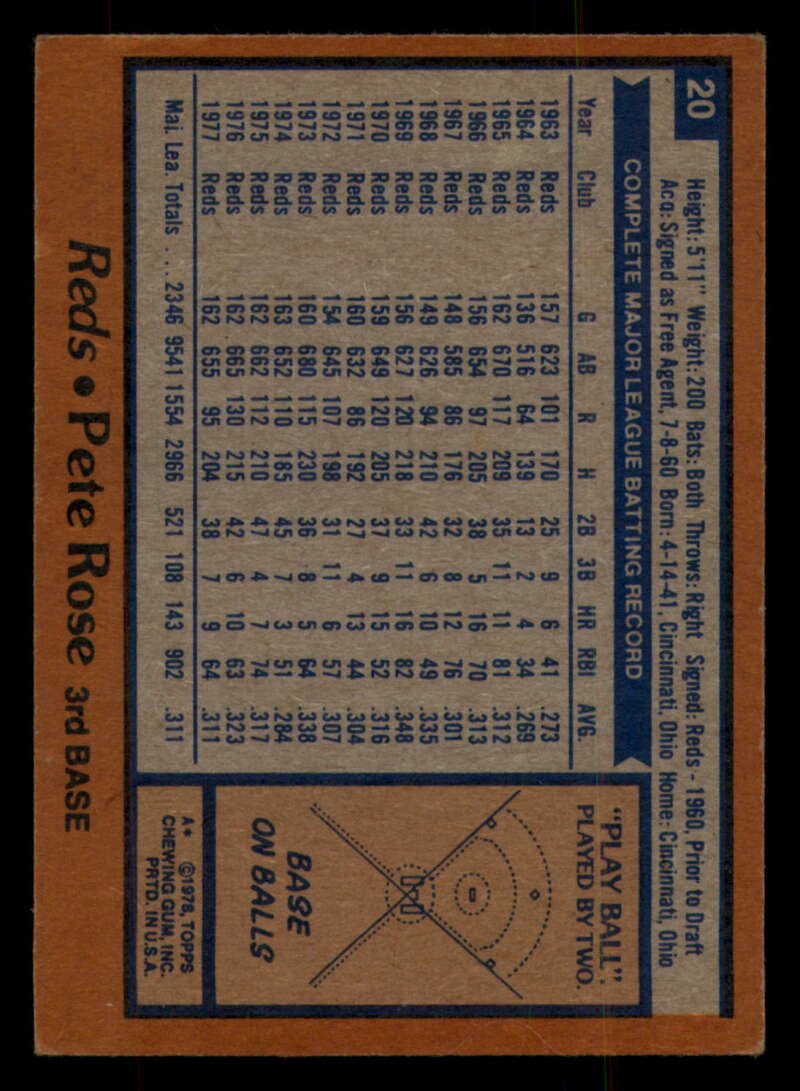 20
Height: 5'11" Weight: 200 Bats: Both Throws: Right Signed: Reds - 1960, Prior to Draft
Acq: Signed as Free Agent, 7-8-60 Born: 4-14-41, Cincinnati, Ohio Home: Cincinnati, Ohio
COMPLETE MAJOR LEAGUE BATTING RECORD
Year Club G AB R H 2B 3B HR RBI AVG.
1963 Reds 157 623 101 170 25 9 6 41 .273
1964 Reds 136 516 64 139 13 2 4 34 .269
1965 Reds 162 670 117 209 35 11 11 81 .312
1966 Reds 156 654 97 205 38 5 16 70 .313
1967 Reds 148 585 86 176 32 8 12 76 .301
1968 Reds 149 626 94 210 42 6 10 49 .335
1969 Reds 156 627 120 218 33 11 16 82 .348
1970 Reds 159 649 120 205 37 9 15 52 .316
1971 Reds 160 632 86 192 27 4 13 44 .304
1972 Reds 154 645 107 198 31 11 6 57 .307
1973 Reds 160 680 115 230 36 8 5 64 .338
1974 Reds 163 652 110 185 45 7 3 51 .284
1975 Reds 162 662 112 210 47 4 7 74 .317
1976 Reds 162 665 130 215 42 6 10 63 .323
1977 Reds 162 655 95 204 38 7 9 64 .311
Maj. Lea. Totals ... 2346 9541 1554 2966 521 108 143 902 .311
"PLAY BALL":
PLAYED BY TWO.
BASE
ON BALLS
A* ©1978, TOPPS
CHEWING GUM, INC.
PRTD. IN U.S.A.
Reds • Pete Rose 3rd BASE